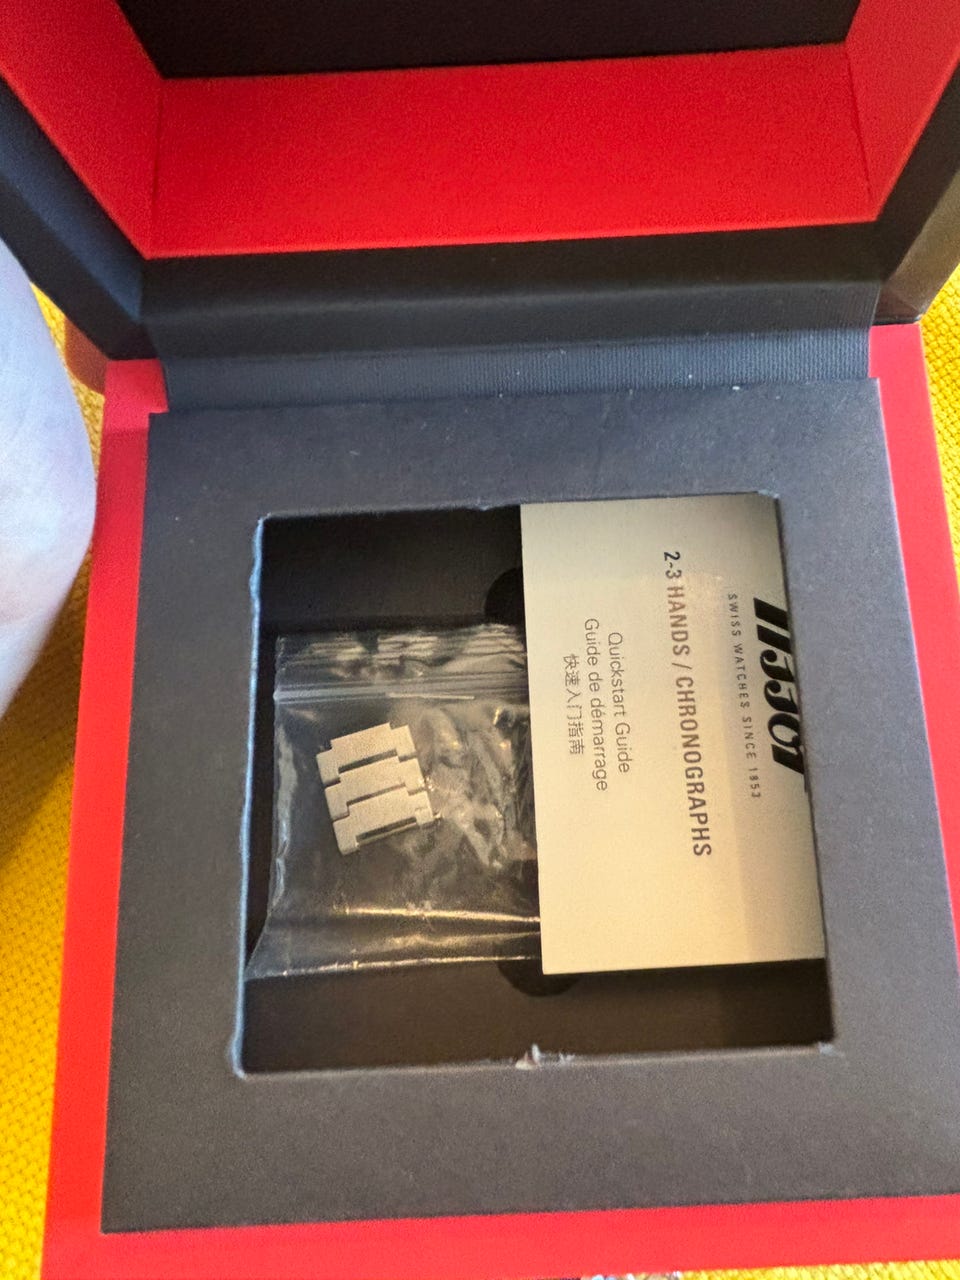 TISSOT
SWISS WATCHES SINCE 1853
2-3 HANDS / CHRONOGRAPHS
Quickstart Guide
Guide de démarrage
快速入门指南